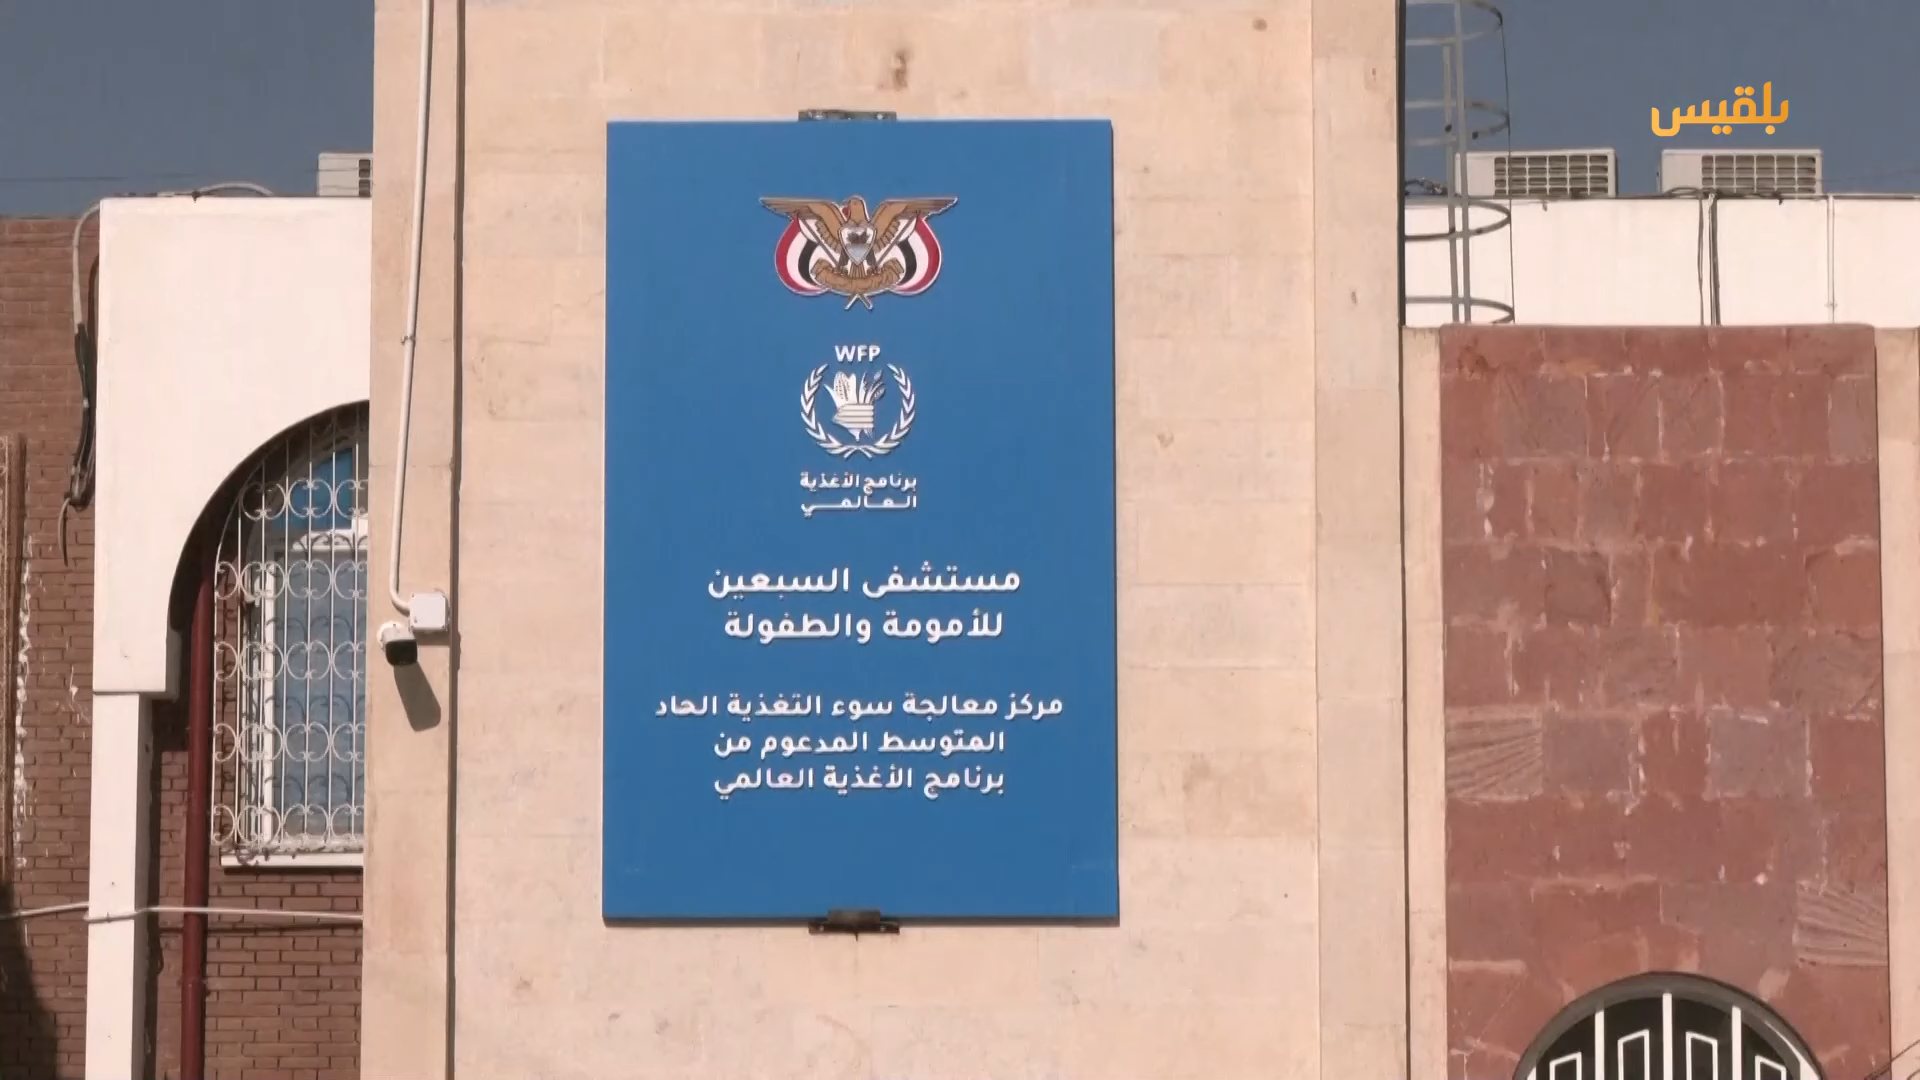 بلقيس
WFP
برنامج الأغذية
العالمي
مستشفى السبعين
للأمومة والطفولة
مركز معالجة سوء التغذية الحاد
المتوسط المدعوم من
برنامج الأغذية العالمي